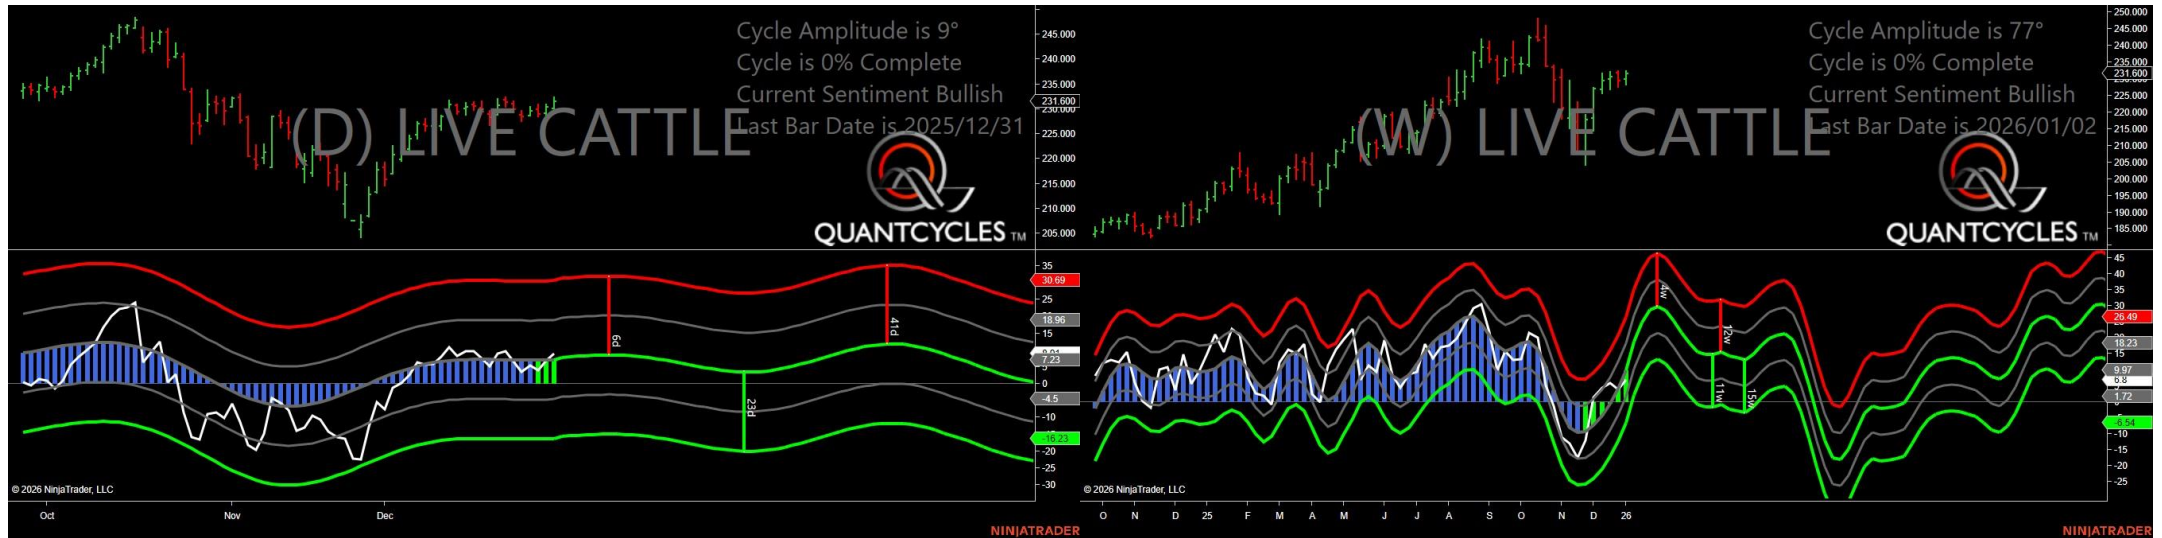 Cycle Amplitude is 9°
Cycle is 0% Complete
Current Sentiment Bullish
Last Bar Date is 2025/12/31
(D) LIVE CATTLE
QUANTCYCLES TM
245.000
240.000
235.000
231.600
230.000
225.000
220.000
215.000
210.000
205.000
35
30.69
25
18.96
15
7.23
5
0
-4.5
-10
-16.23
-20
-25
-30
6d
23d
41d
© 2026 NinjaTrader, LLC
Oct
Nov
Dec
NINJATRADER
Cycle Amplitude is 77°
Cycle is 0% Complete
Current Sentiment Bullish
Last Bar Date is 2026/01/02
(W) LIVE CATTLE
QUANTCYCLES TM
250.000
245.000
240.000
235.000
231.600
225.000
220.000
215.000
210.000
205.000
200.000
195.000
190.000
185.000
45
40
35
30
26.49
18.23
15
9.97
6.8
1.72
-6.54
-10
-15
-20
-25
4w
12w
11w
15w
© 2026 NinjaTrader, LLC
O N D 25 F M A M J J A S O N D 26
NINJATRADER